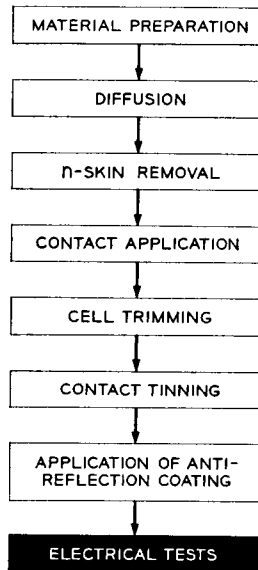 MATERIAL PREPARATION
DIFFUSION
n-SKIN REMOVAL
CONTACT APPLICATION
CELL TRIMMING
CONTACT TINNING
APPLICATION OF ANTI-
REFLECTION COATING
ELECTRICAL TESTS